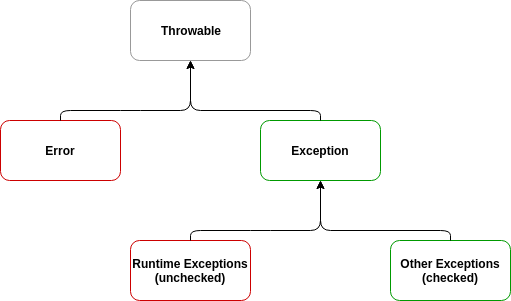 Throwable
Error
Exception
Runtime Exceptions
(unchecked)
Other Exceptions
(checked)